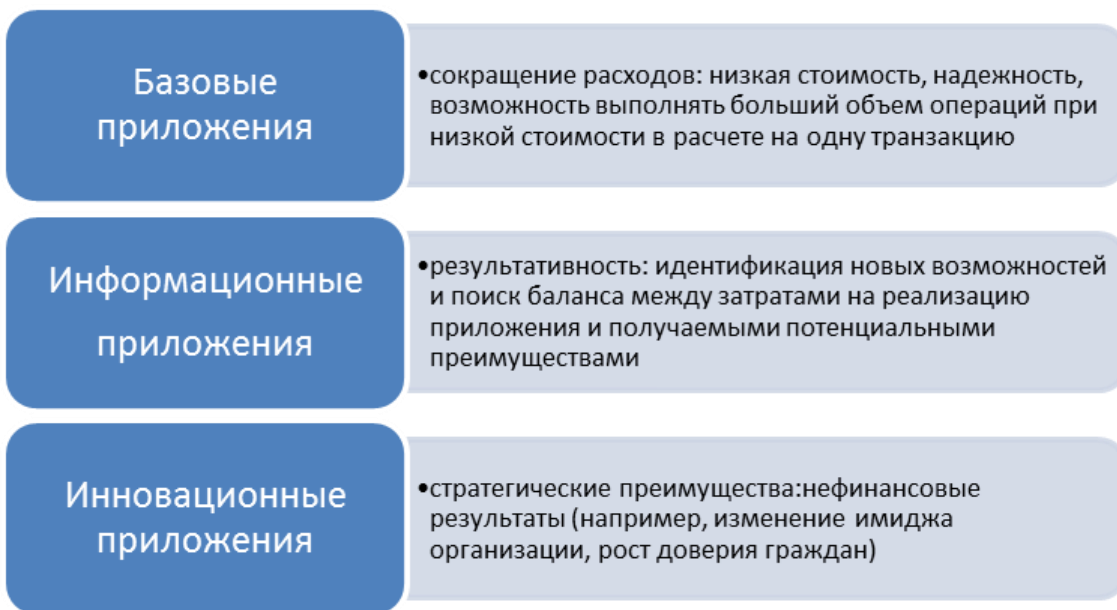 Базовые
приложения
•сокращение расходов: низкая стоимость, надежность,
возможность выполнять больший объем операций при
низкой стоимости в расчете на одну транзакцию
Информационные
приложения
•результативность: идентификация новых возможностей
и поиск баланса между затратами на реализацию
приложения и получаемыми потенциальными
преимуществами
Инновационные
приложения
•стратегические преимущества:нефинансовые
результаты (например, изменение имиджа
организации, рост доверия граждан)